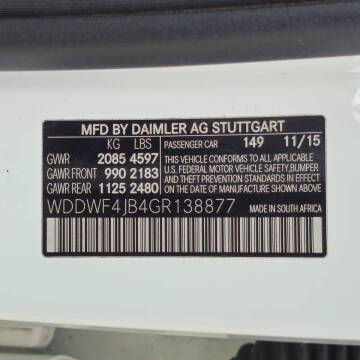 MFD BY DAIMLER AG STUTTGART
KG LBS PASSENGER CAR 149 11/15
GVWR 2085 4597 THIS VEHICLE CONFORMS TO ALL APPLICABLE
GAWR FRONT 990 2183 U.S. FEDERAL MOTOR VEHICLE SAFETY, BUMPER,
GAWR REAR 1125 2480 AND THEFT PREVENTION STANDARDS IN EFFECT ON THE DATE OF MANUFACTURE SHOWN ABOVE.
WDDWF4JB4GR138877 MADE IN SOUTH AFRICA